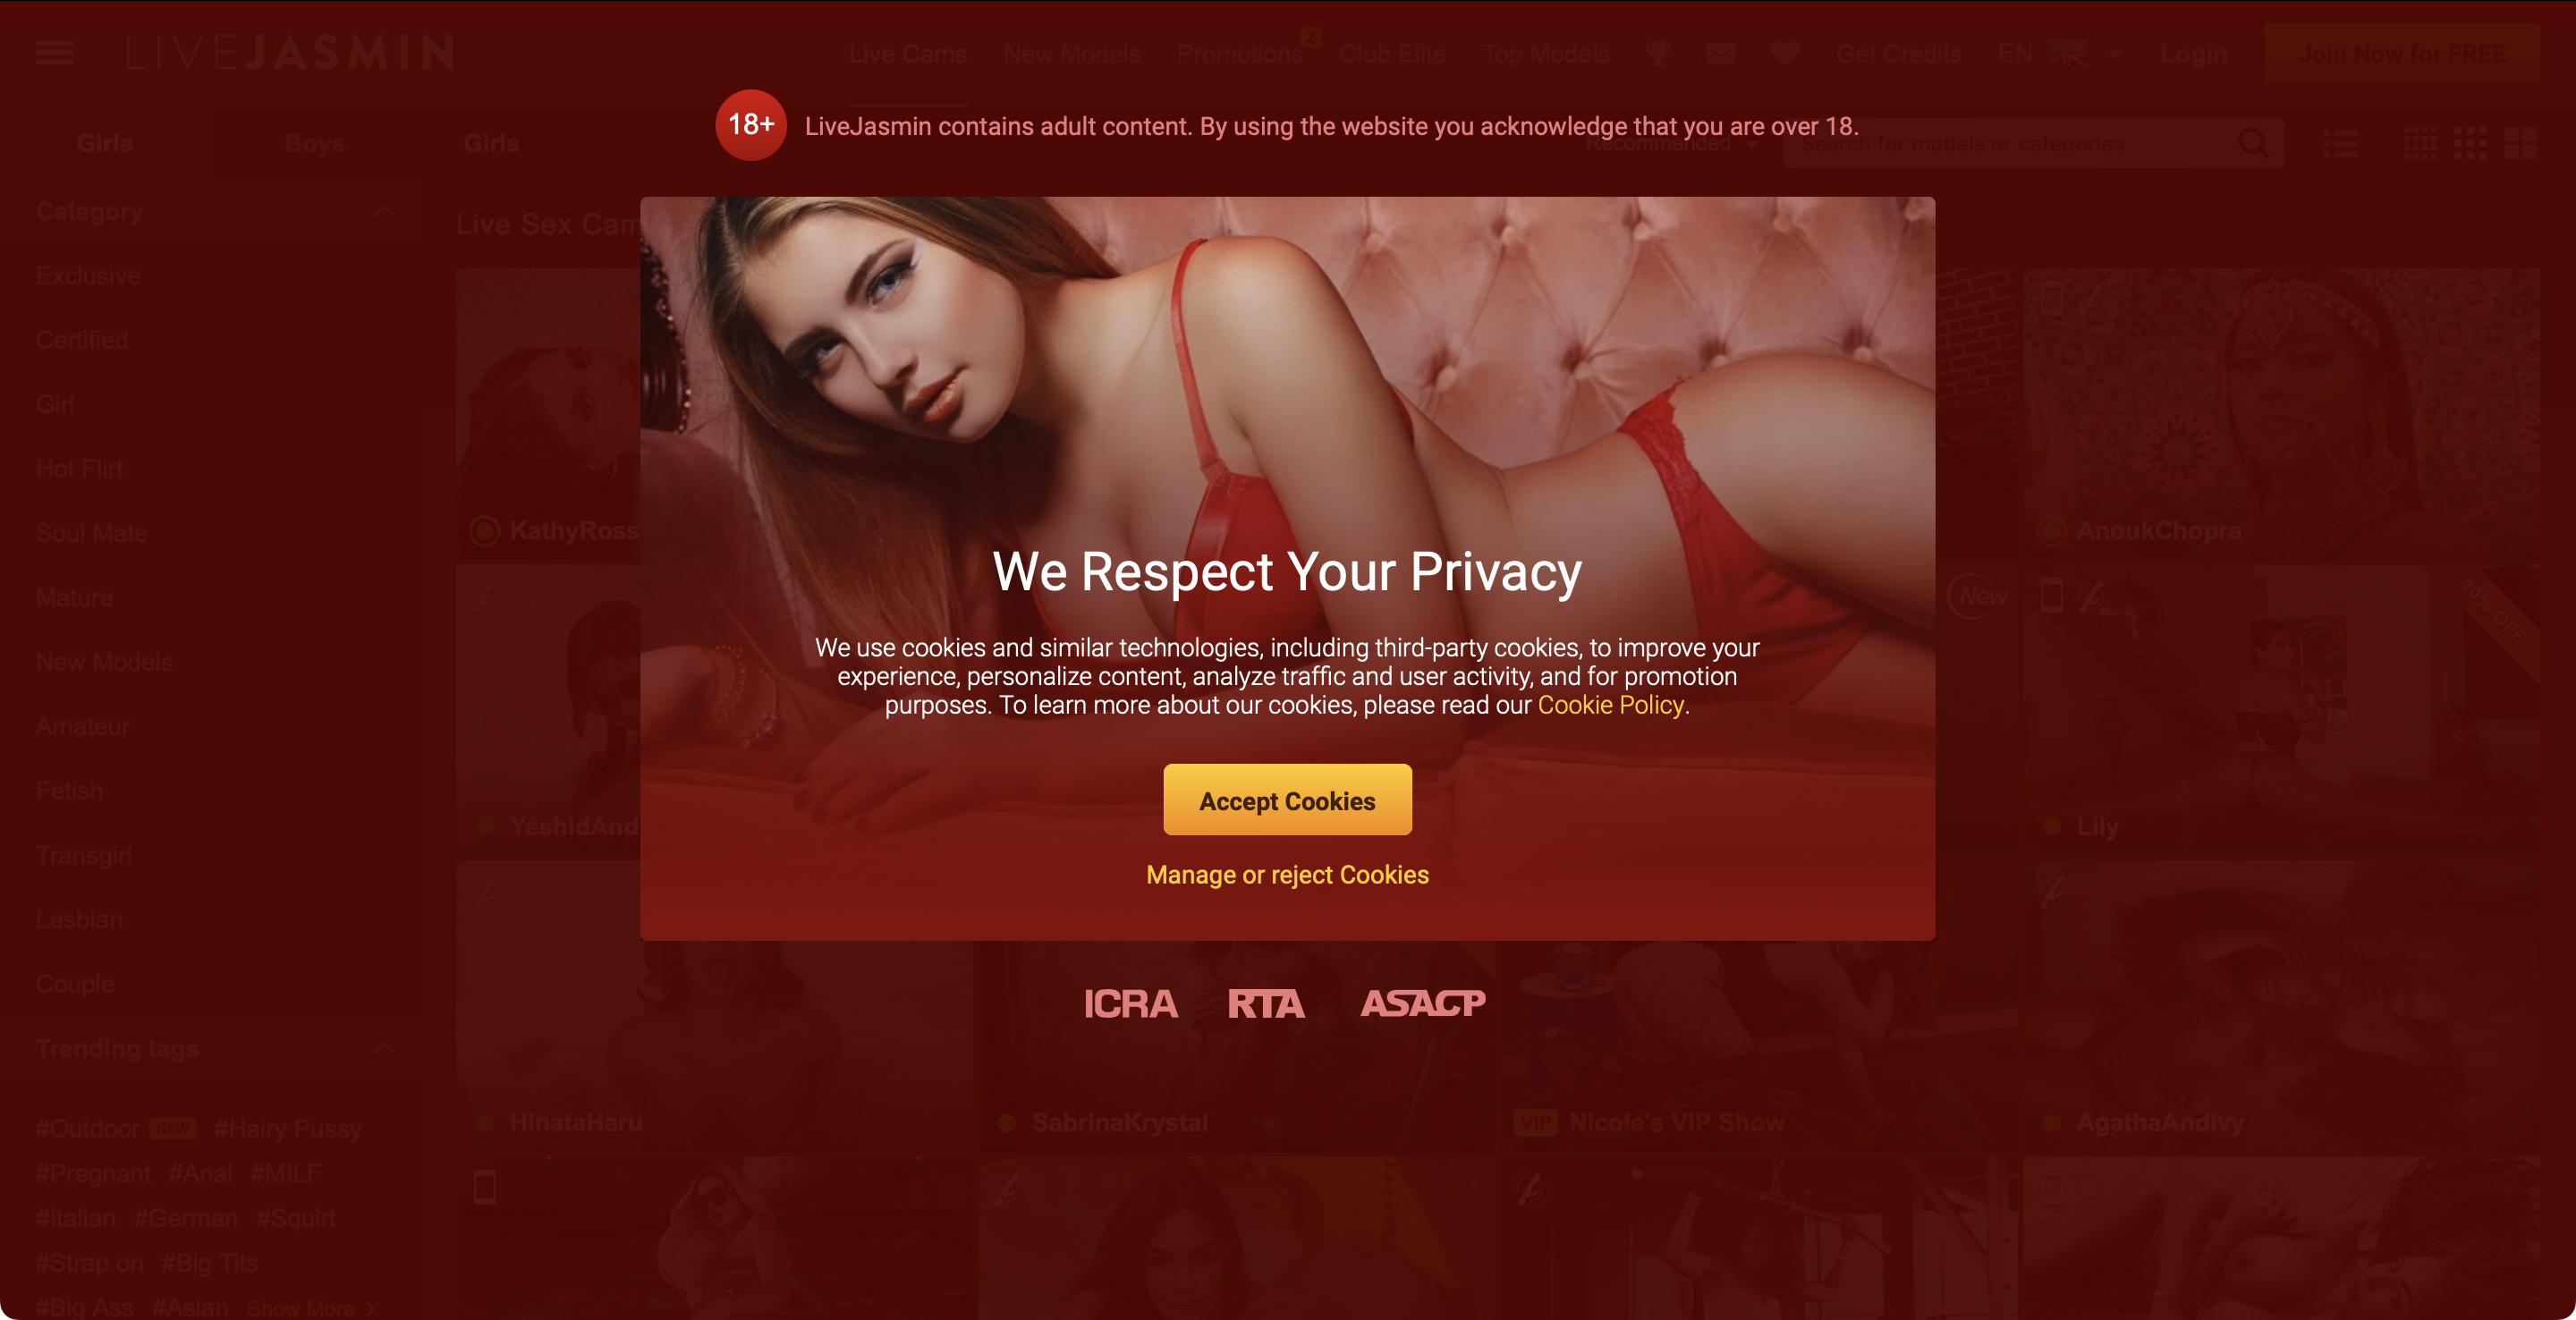 LIVEJASMIN
Live Cams
New Models
Promotions
2
Club Elite
Top Models
Get Credits
EN
Login
Join Now for FREE
18+
LiveJasmin contains adult content. By using the website you acknowledge that you are over 18.
Girls
Boys
Girls
Recommended
Search for models or categories
Category
Live Sex Cam
Exclusive
Certified
Girl
Hot Flirt
Soul Mate
Mature
New Models
Amateur
Fetish
Transgirl
Lesbian
Couple
Trending tags
#Outdoor NEW #Hairy Pussy
#Pregnant #Anal #MILF
#Italian #German #Squirt
#Strap on #Big Tits
#Big Ass #Asian Show More
KathyRoss
AnoukChopra
We Respect Your Privacy
We use cookies and similar technologies, including third-party cookies, to improve your
experience, personalize content, analyze traffic and user activity, and for promotion
purposes. To learn more about our cookies, please read our Cookie Policy.
Accept Cookies
Manage or reject Cookies
New
10% OFF
YeshidAnd
Lily
ICRA
RTA
ASACP
HinataHaru
SabrinaKrystal
VIP Nicole's VIP Show
AgathaAndIvy